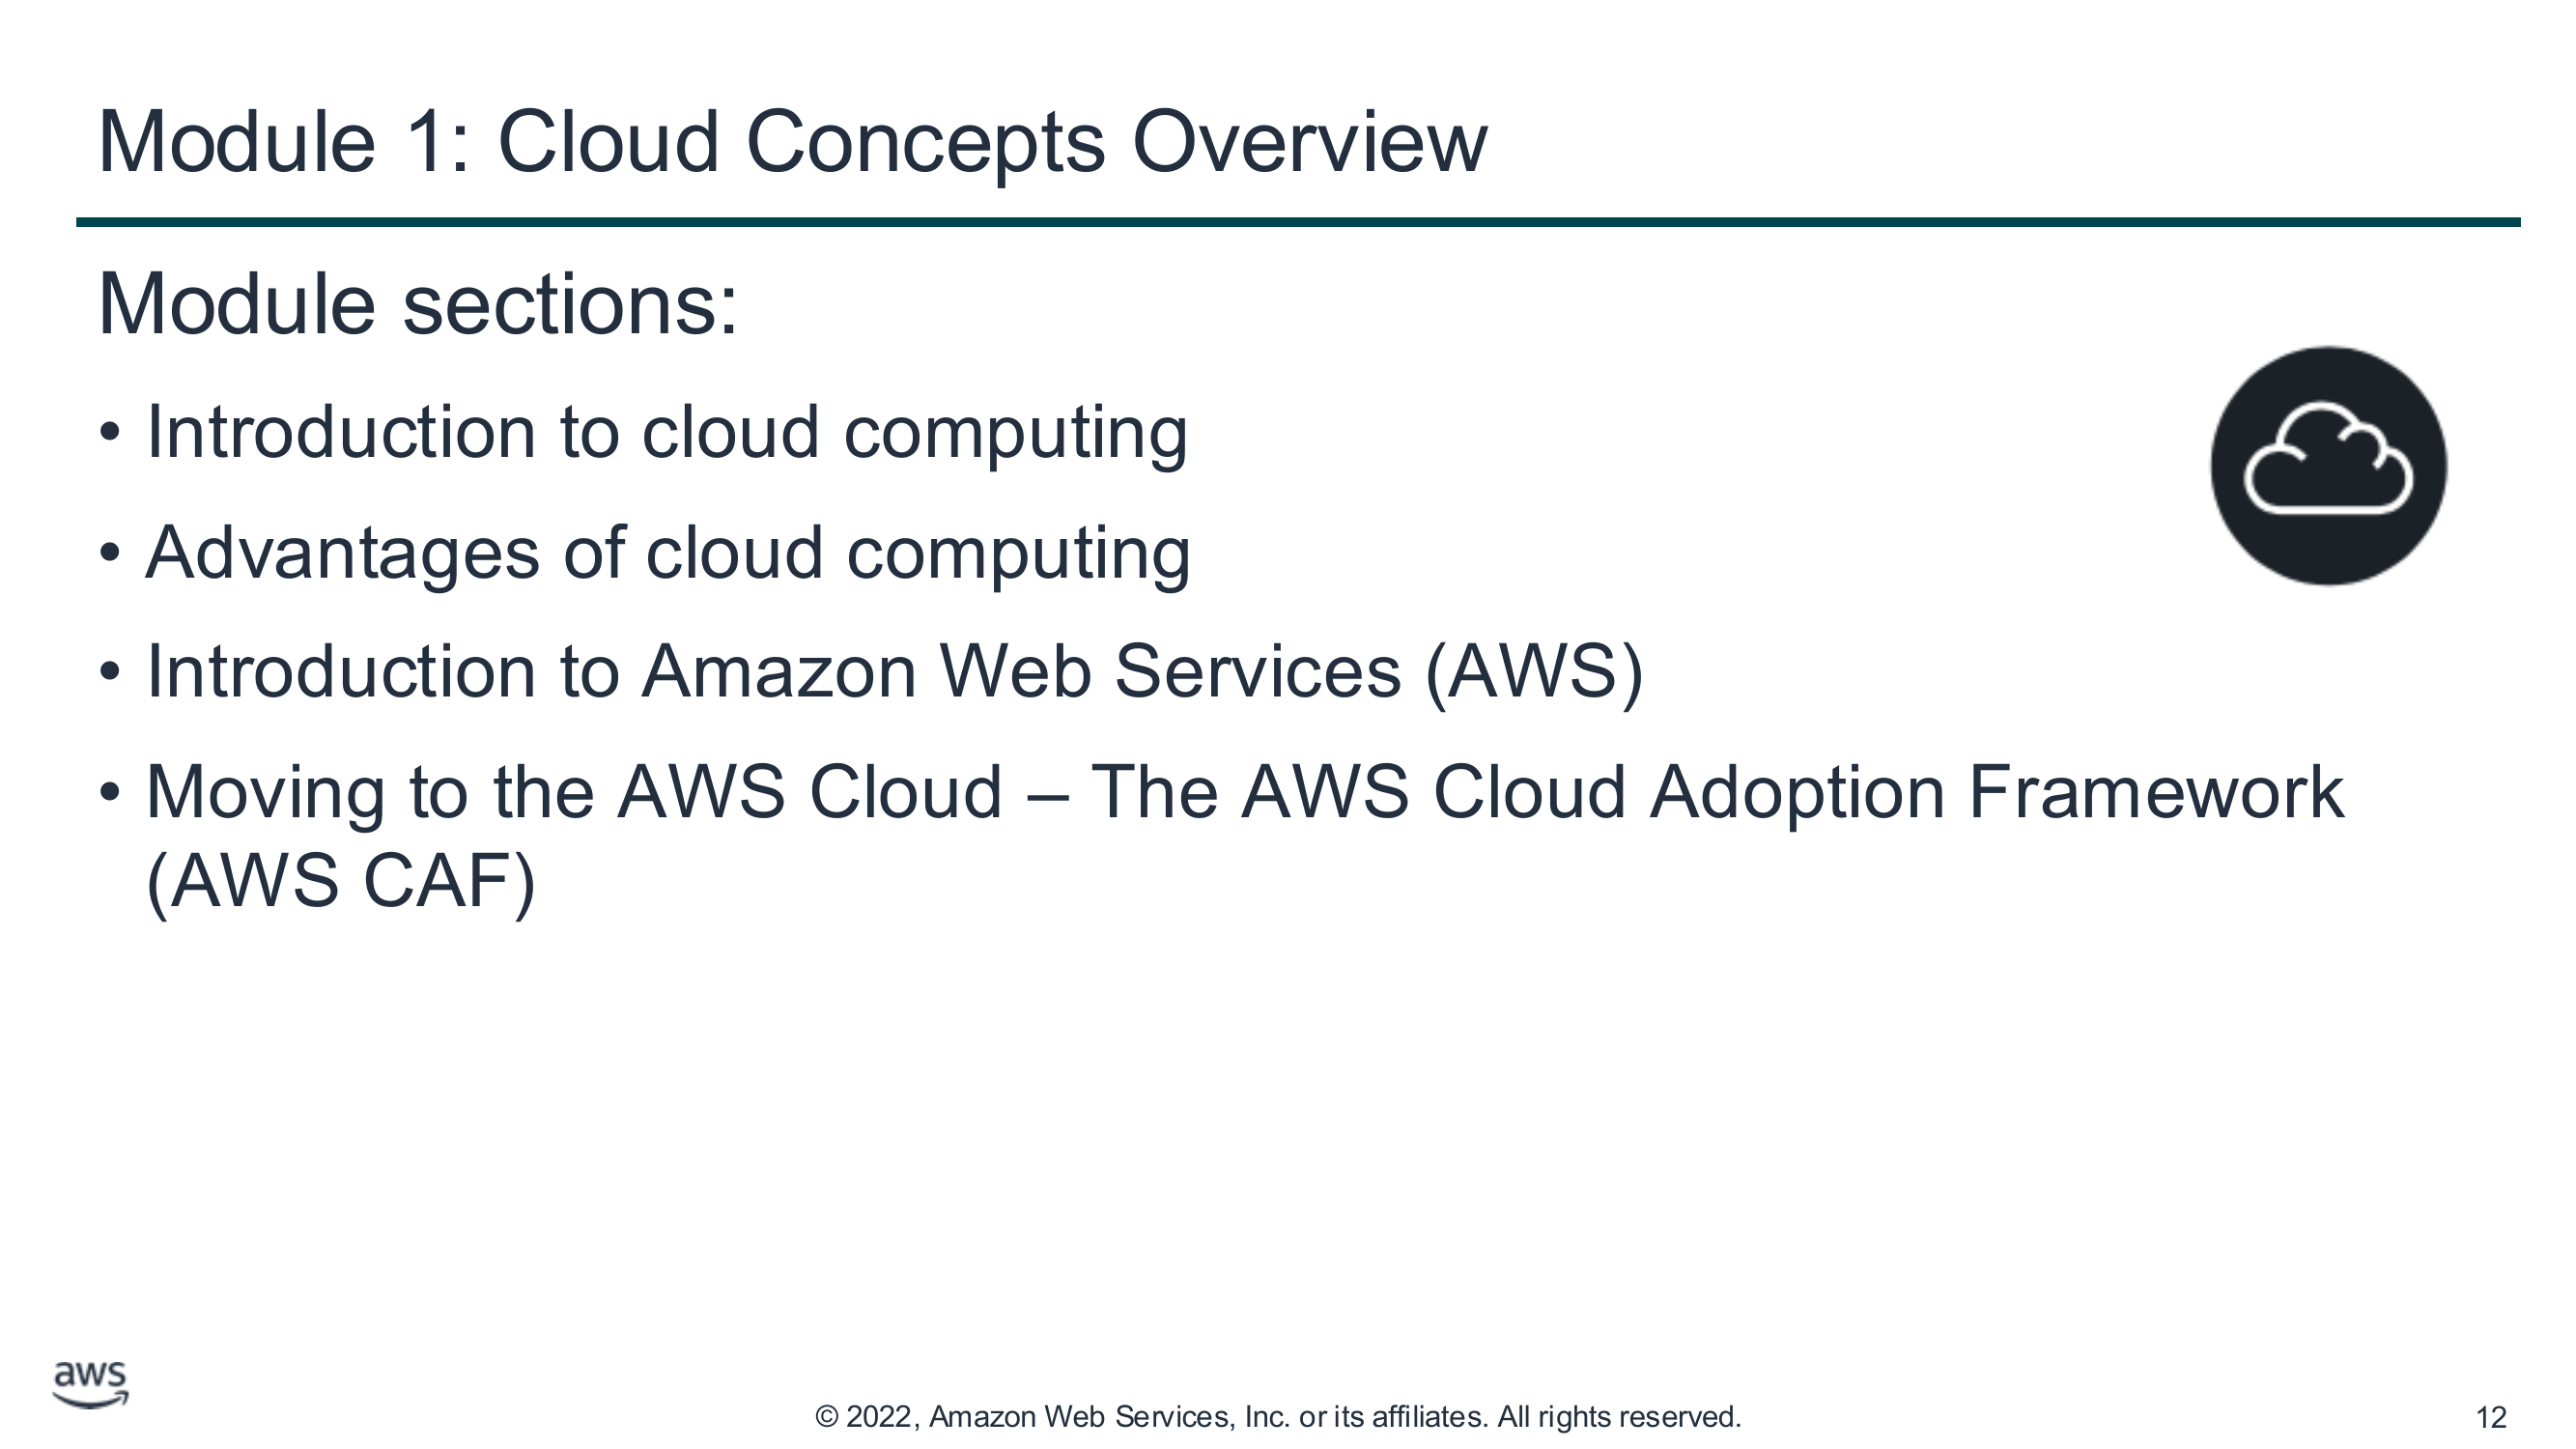 Module 1: Cloud Concepts Overview
Module sections:
• Introduction to cloud computing
• Advantages of cloud computing
• Introduction to Amazon Web Services (AWS)
• Moving to the AWS Cloud – The AWS Cloud Adoption Framework
(AWS CAF)
aws
© 2022, Amazon Web Services, Inc. or its affiliates. All rights reserved.
12